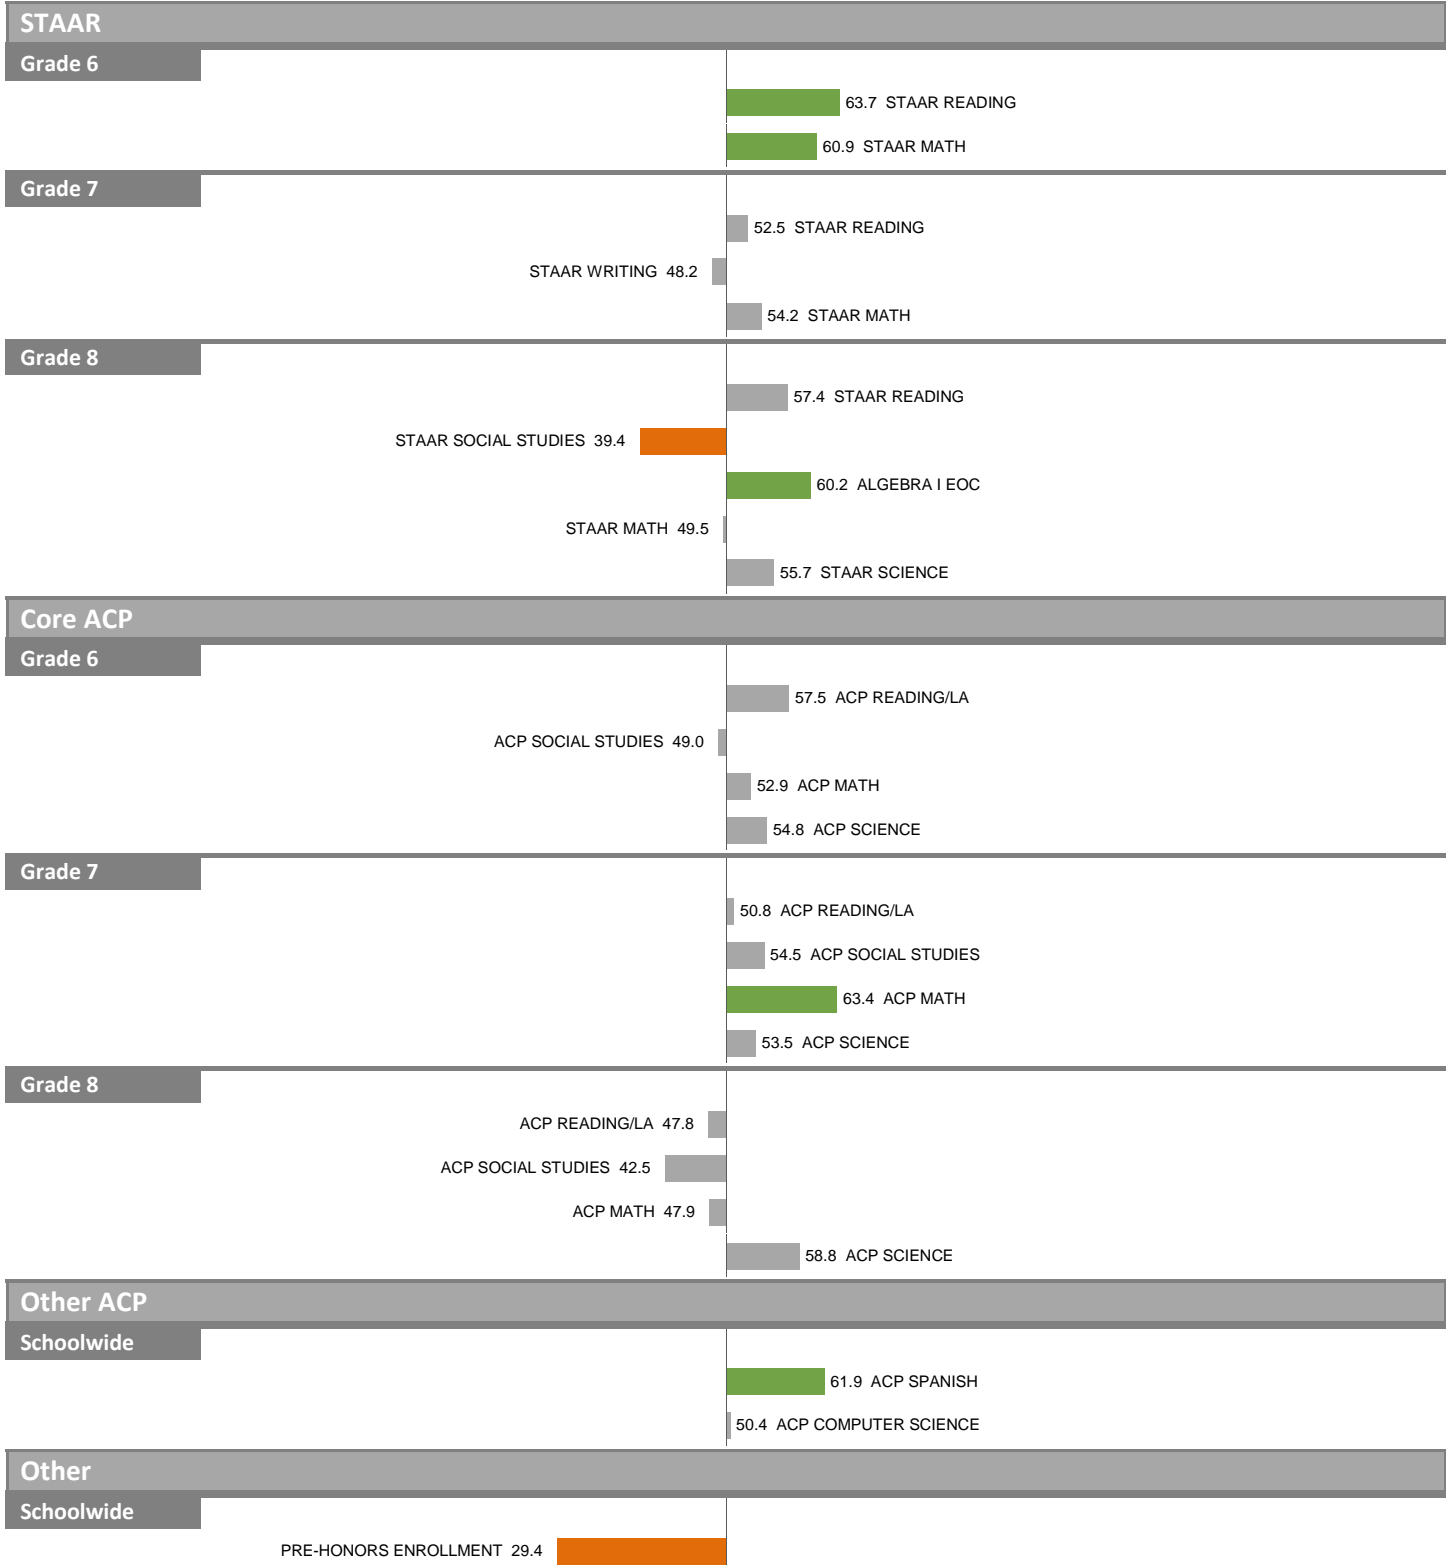 STAAR
Grade 6
63.7 STAAR READING
60.9 STAAR MATH
Grade 7
52.5 STAAR READING
STAAR WRITING 48.2
54.2 STAAR MATH
Grade 8
57.4 STAAR READING
STAAR SOCIAL STUDIES 39.4
60.2 ALGEBRA I EOC
STAAR MATH 49.5
55.7 STAAR SCIENCE
Core ACP
Grade 6
57.5 ACP READING/LA
ACP SOCIAL STUDIES 49.0
52.9 ACP MATH
54.8 ACP SCIENCE
Grade 7
50.8 ACP READING/LA
54.5 ACP SOCIAL STUDIES
63.4 ACP MATH
53.5 ACP SCIENCE
Grade 8
ACP READING/LA 47.8
ACP SOCIAL STUDIES 42.5
ACP MATH 47.9
58.8 ACP SCIENCE
Other ACP
Schoolwide
61.9 ACP SPANISH
50.4 ACP COMPUTER SCIENCE
Other
Schoolwide
PRE-HONORS ENROLLMENT 29.4